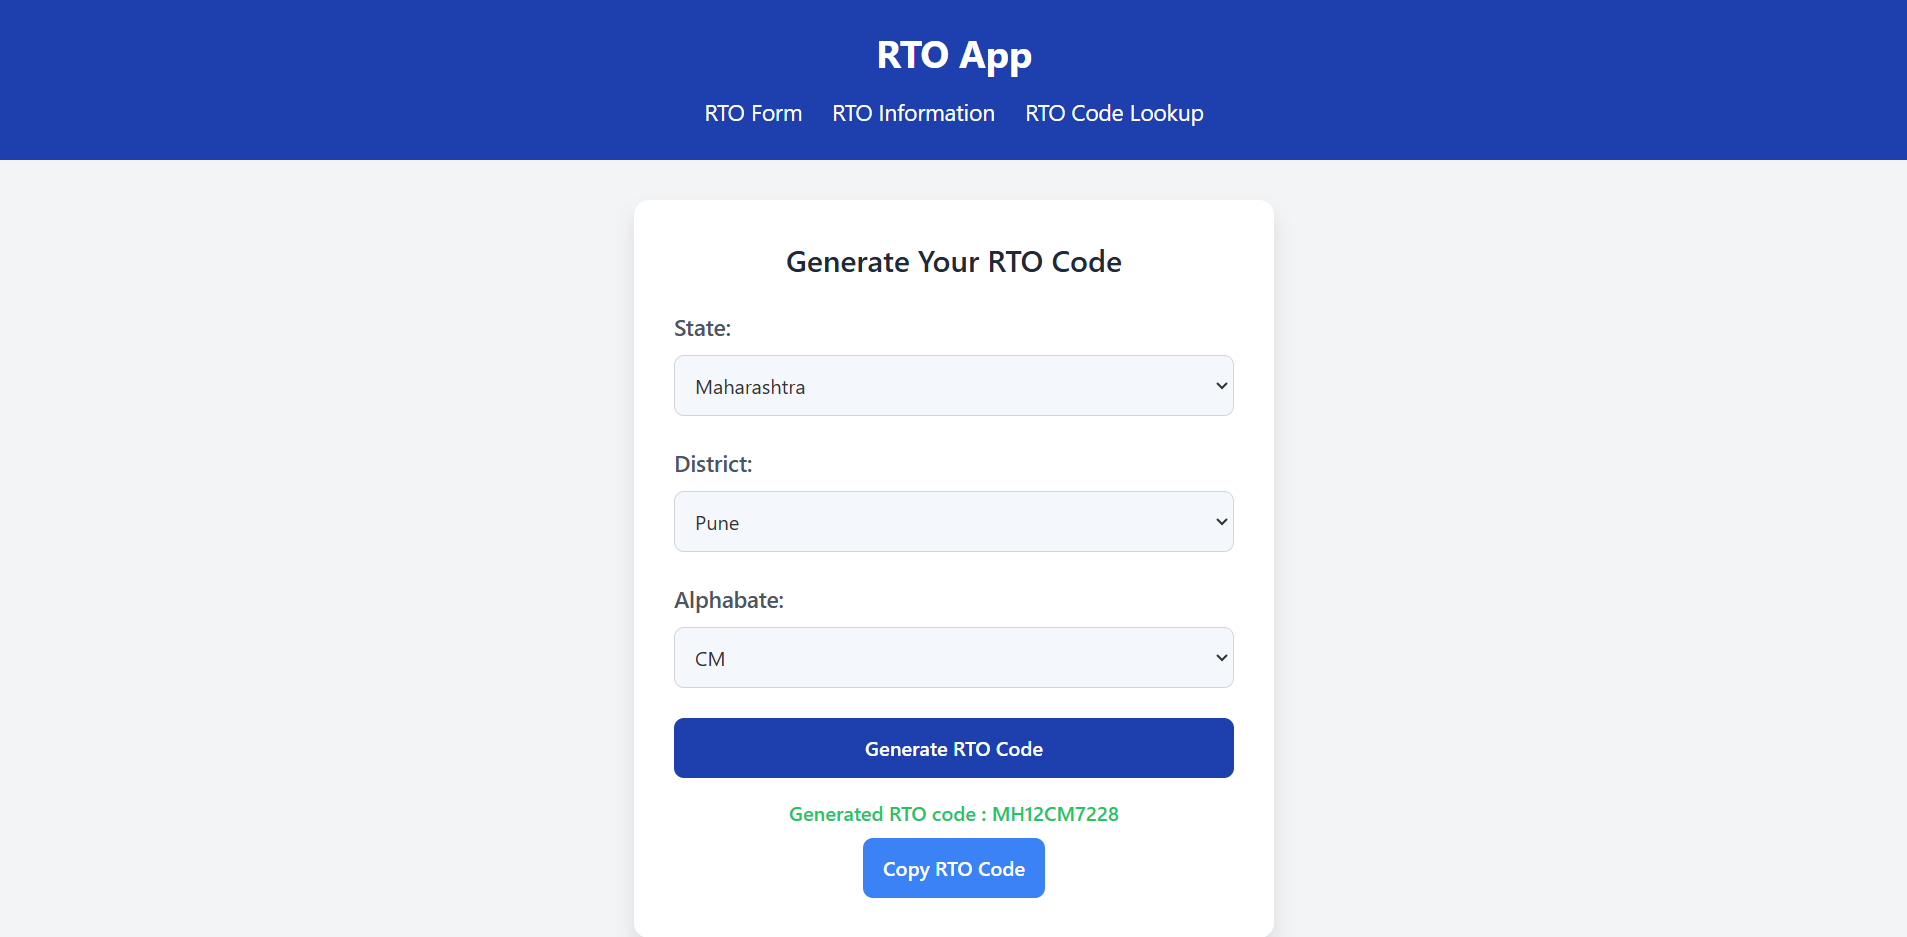 RTO App
RTO Form RTO Information RTO Code Lookup
Generate Your RTO Code
State:
Maharashtra
District:
Pune
Alphabate:
CM
Generate RTO Code
Generated RTO code : MH12CM7228
Copy RTO Code